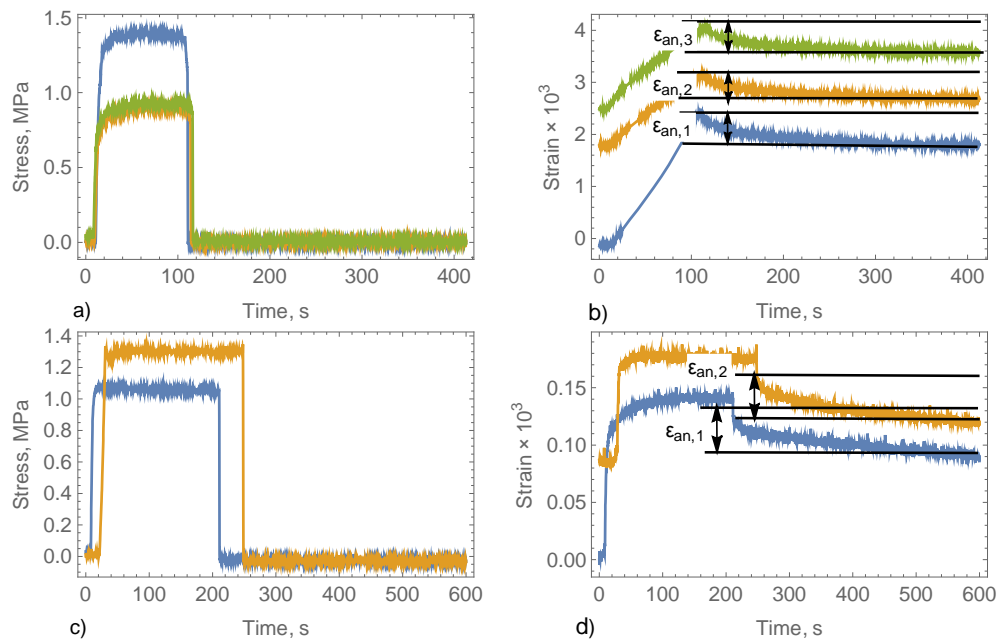 1.5
1.0
0.5
0.0
Stress, MPa
0 100 200 300 400
Time, s
a)
4
3
2
1
0
Strain × 10³
εan,3
εan,2
εan,1
0 100 200 300 400
Time, s
b)
1.4
1.2
1.0
0.8
0.6
0.4
0.2
0.0
Stress, MPa
0 100 200 300 400 500 600
Time, s
c)
0.15
0.10
0.05
0.00
Strain × 10³
εan,2
εan,1
0 100 200 300 400 500 600
Time, s
d)